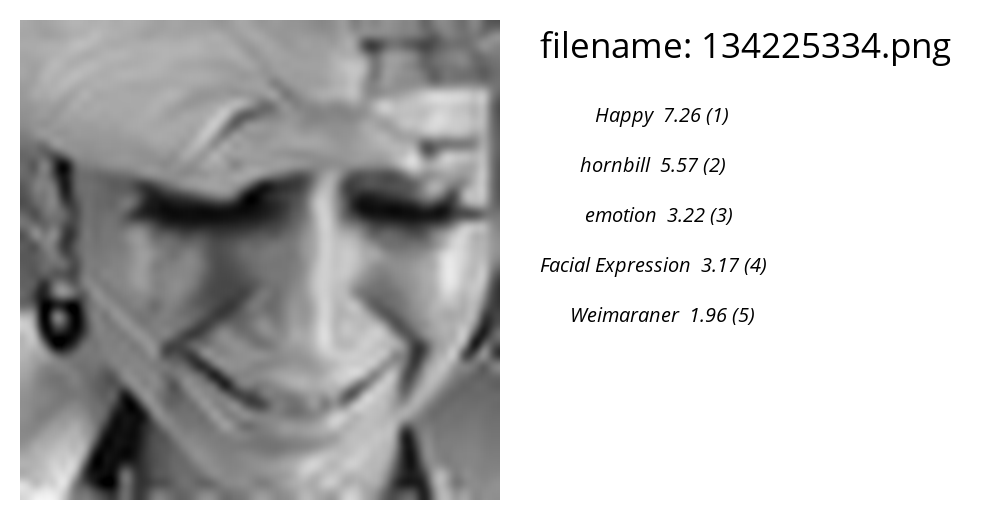 filename: 134225334.png
Happy 7.26 (1)
hornbill 5.57 (2)
emotion 3.22 (3)
Facial Expression 3.17 (4)
Weimaraner 1.96 (5)